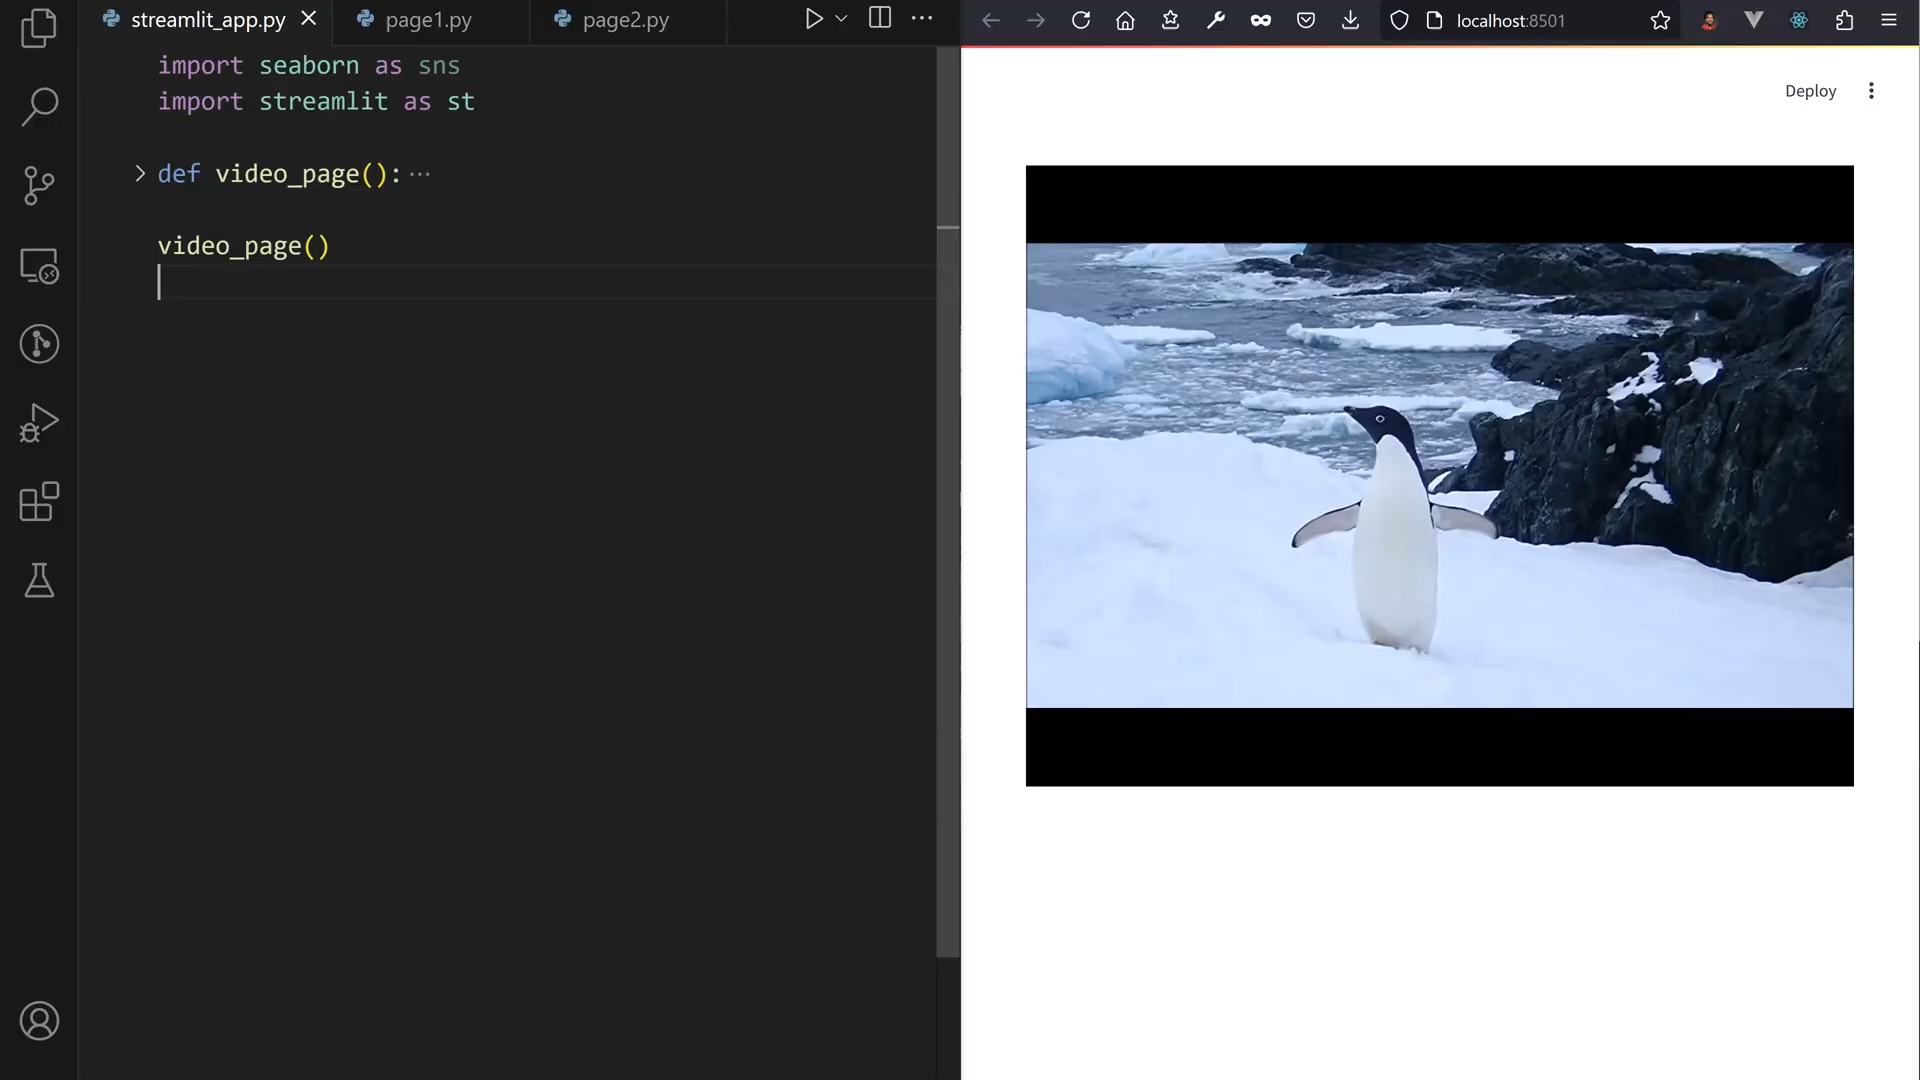 streamlit_app.py
page1.py
page2.py
import seaborn as sns
import streamlit as st
def video_page(): ···
video_page()
localhost:8501
Deploy